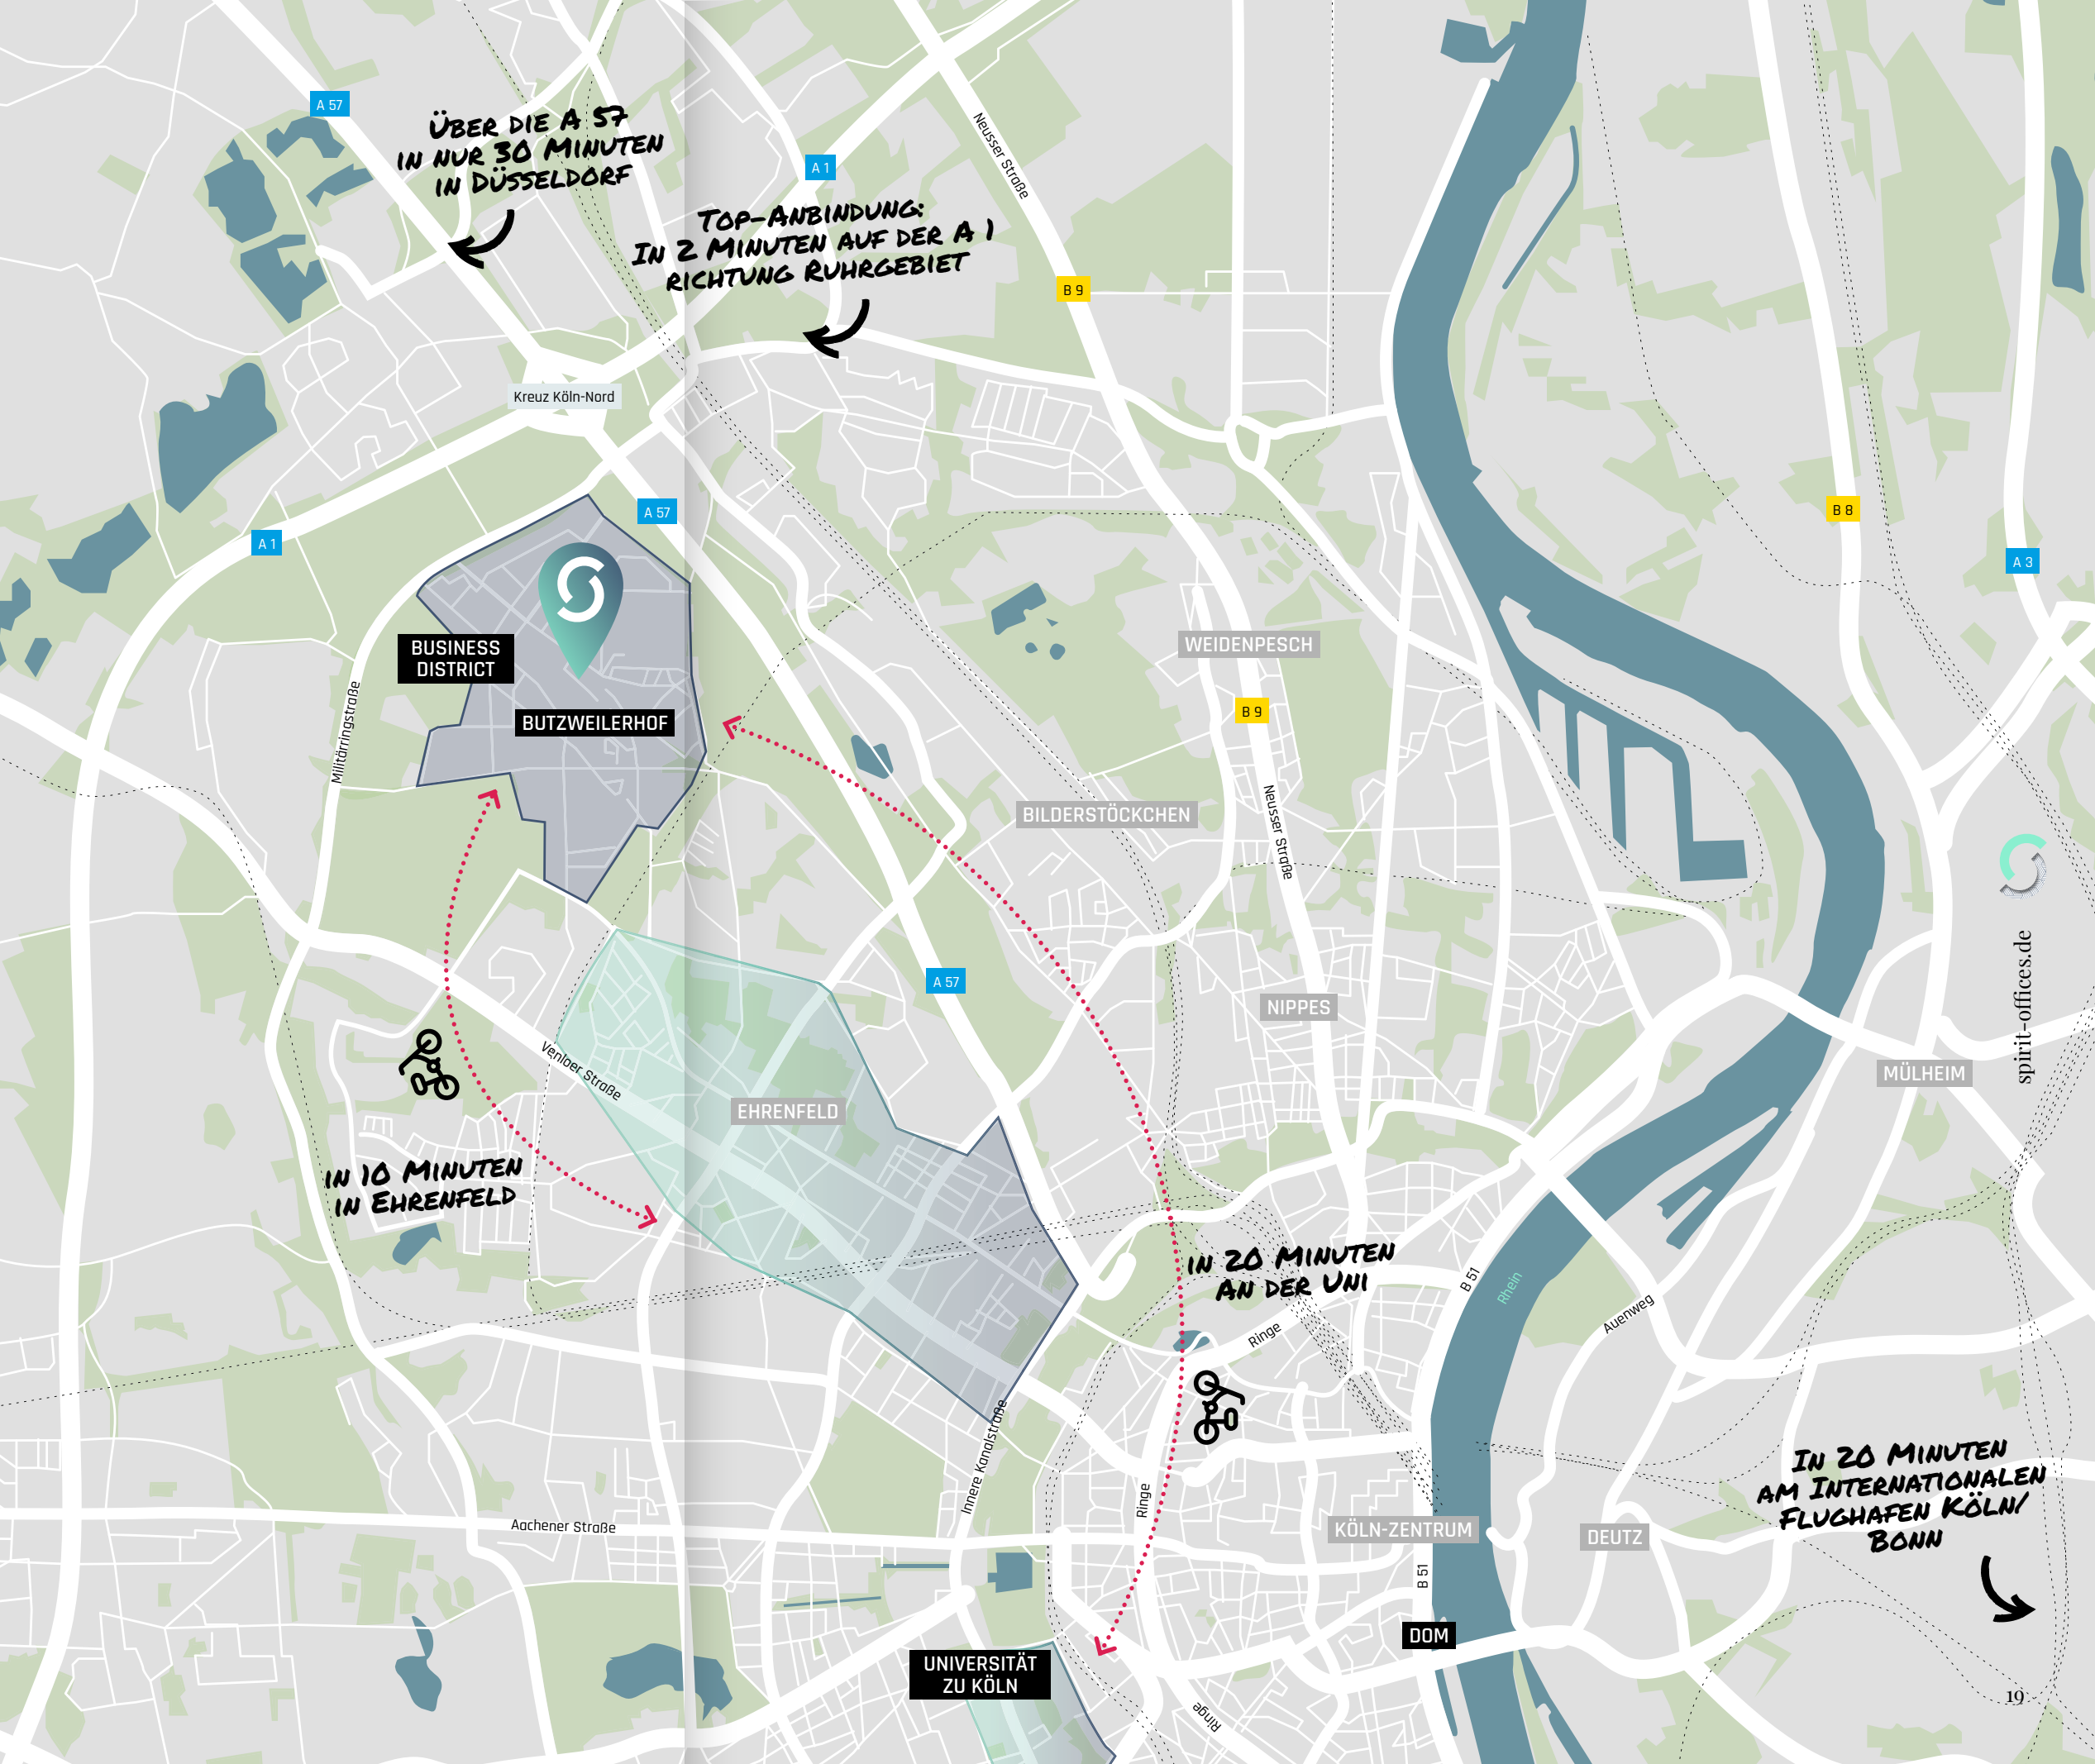 A 57
ÜBER DIE A 57
IN NUR 30 MINUTEN
IN DÜSSELDORF
A 1
Neusser Straße
TOP-ANBINDUNG:
IN 2 MINUTEN AUF DER A 1
RICHTUNG RUHRGEBIET
B 9
Kreuz Köln-Nord
A 57
A 1
B 8
A 3
BUSINESS
DISTRICT
WEIDENPESCH
Militärringstraße
BUTZWEILERHOF
B 9
BILDERSTÖCKCHEN
Neusser Straße
spirit-offices.de
A 57
NIPPES
Venloer Straße
MÜLHEIM
EHRENFELD
IN 10 MINUTEN
IN EHRENFELD
IN 20 MINUTEN
AN DER UNI
B 51
Rhein
Auenweg
Ringe
Innere Kanalstraße
Ringe
IN 20 MINUTEN
AM INTERNATIONALEN
FLUGHAFEN KÖLN/
BONN
Aachener Straße
KÖLN-ZENTRUM
DEUTZ
B 51
DOM
UNIVERSITÄT
ZU KÖLN
Ringe
19